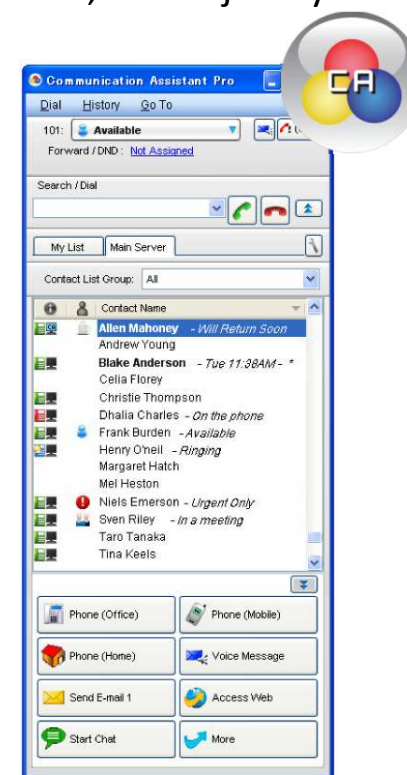 CA
Communication Assistant Pro
Dial History Go To
101: Available
Forward / DND : Not Assigned
Search / Dial
My List Main Server
Contact List Group: All
Contact Name
Allen Mahoney - Will Return Soon
Andrew Young
Blake Anderson - Tue 11:38AM - *
Celia Florey
Christie Thompson
Dhalia Charles - On the phone
Frank Burden - Available
Henry O'neil - Ringing
Margaret Hatch
Mel Heston
Niels Emerson - Urgent Only
Sven Riley - In a meeting
Taro Tanaka
Tina Keels
Phone (Office) Phone (Mobile)
Phone (Home) Voice Message
Send E-mail 1 Access Web
Start Chat More